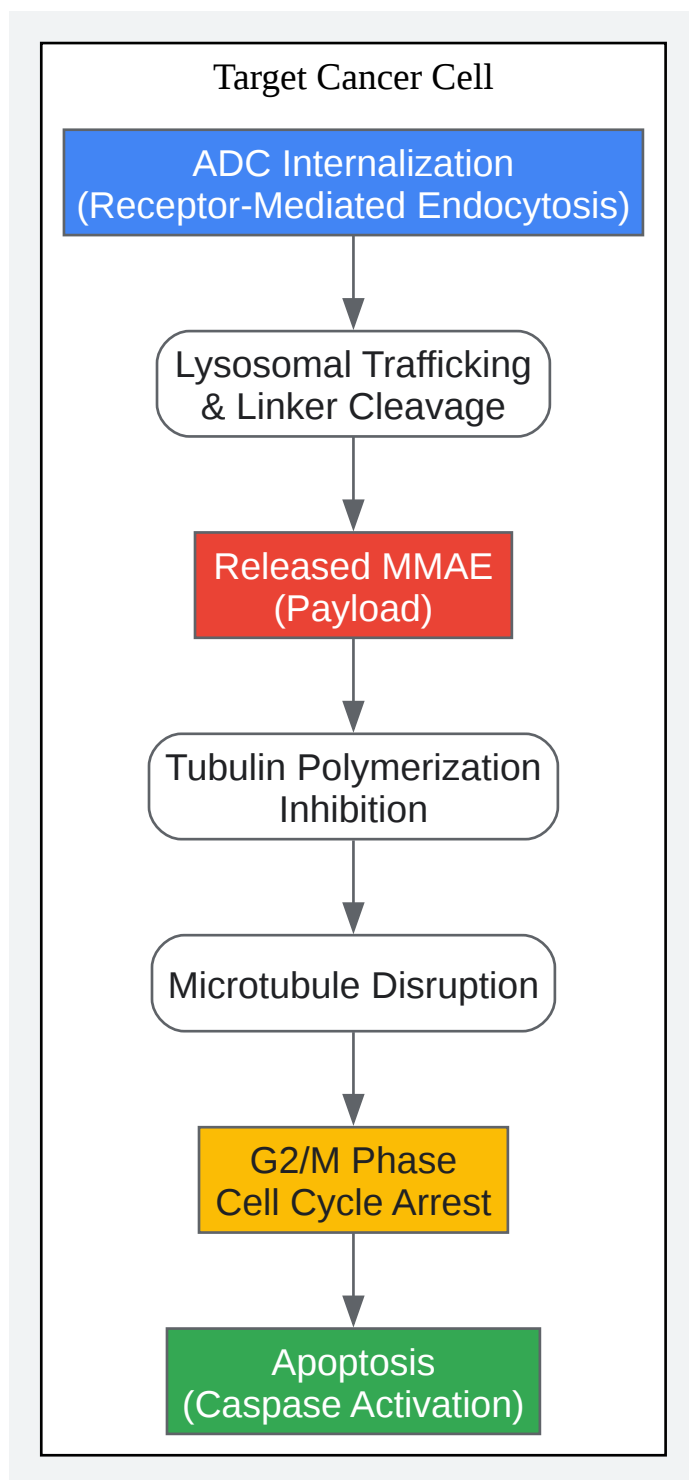 Target Cancer Cell
ADC Internalization
(Receptor-Mediated Endocytosis)
Lysosomal Trafficking
& Linker Cleavage
Released MMAE
(Payload)
Tubulin Polymerization
Inhibition
Microtubule Disruption
G2/M Phase
Cell Cycle Arrest
Apoptosis
(Caspase Activation)